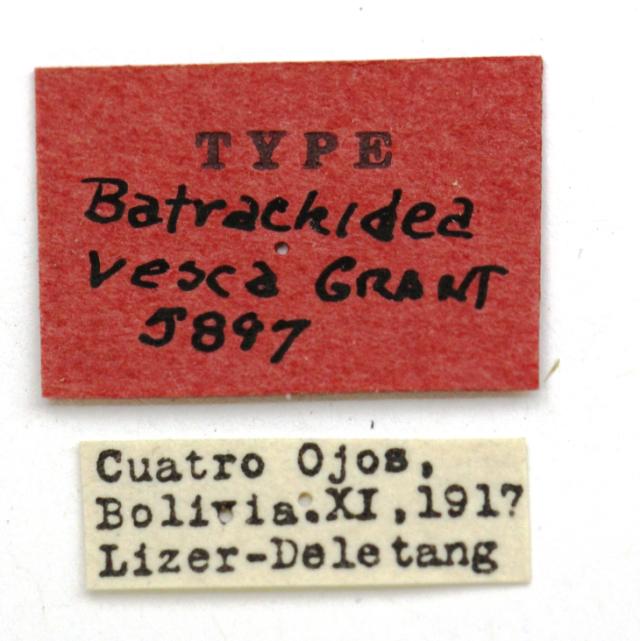 TYPE
Batrachidea
vesca GRANT
5897
Cuatro Ojos,
Bolivia.XI,1917
Lizer-Deletang